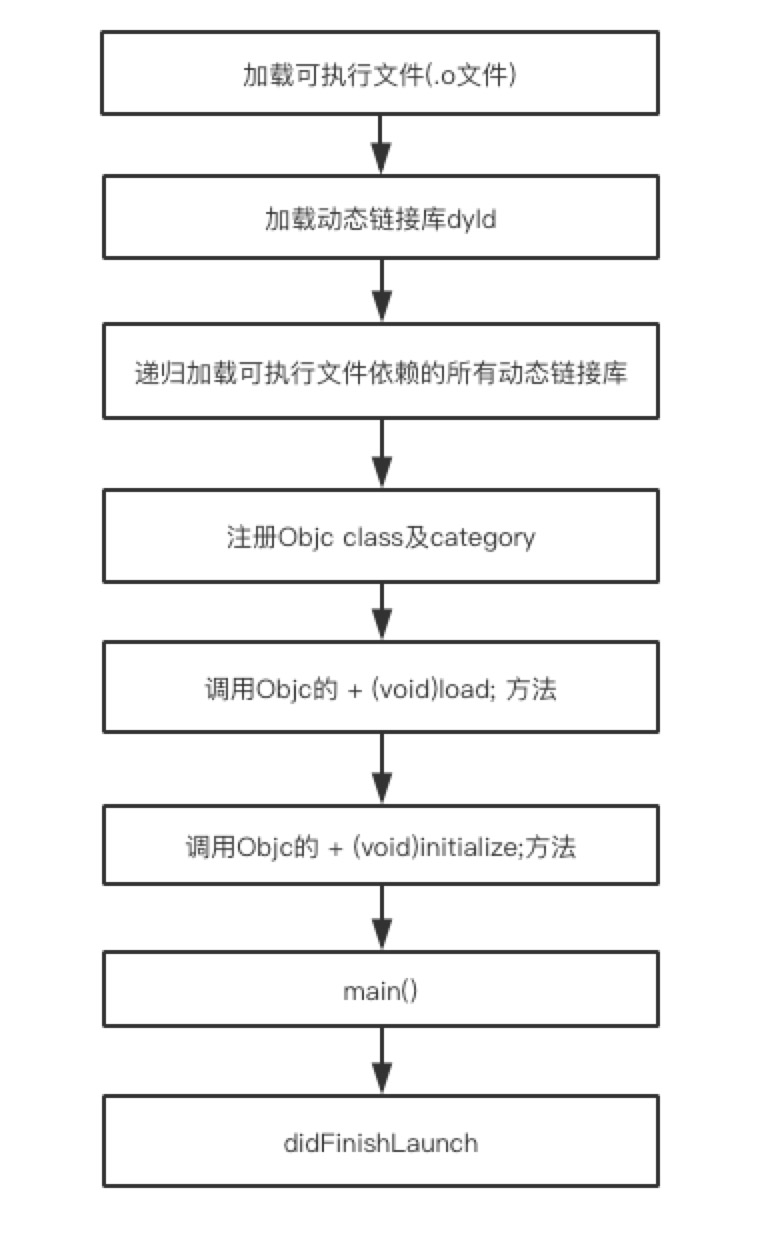 加载可执行文件(.o文件)
加载动态链接库dyld
递归加载可执行文件依赖的所有动态链接库
注册Objc class及category
调用Objc的 + (void)load; 方法
调用Objc的 + (void)initialize;方法
main()
didFinishLaunch